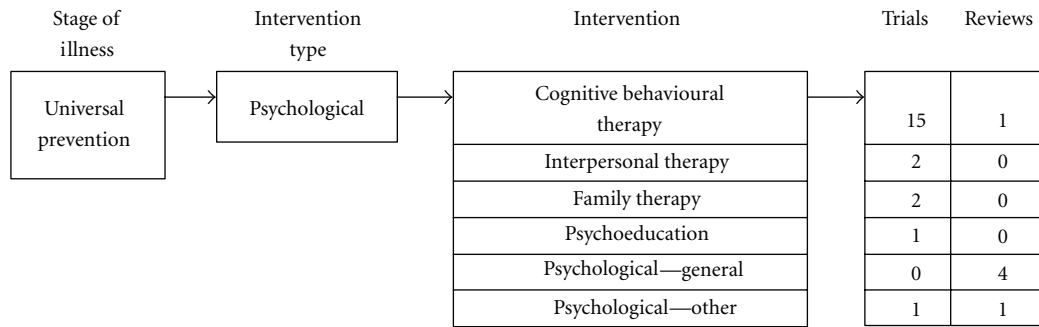 Stage of
illness
Intervention
type
Intervention
Trials Reviews
Universal
prevention
Psychological
Cognitive behavioural
therapy
15 1
Interpersonal therapy 2 0
Family therapy 2 0
Psychoeducation 1 0
Psychological—general 0 4
Psychological—other 1 1